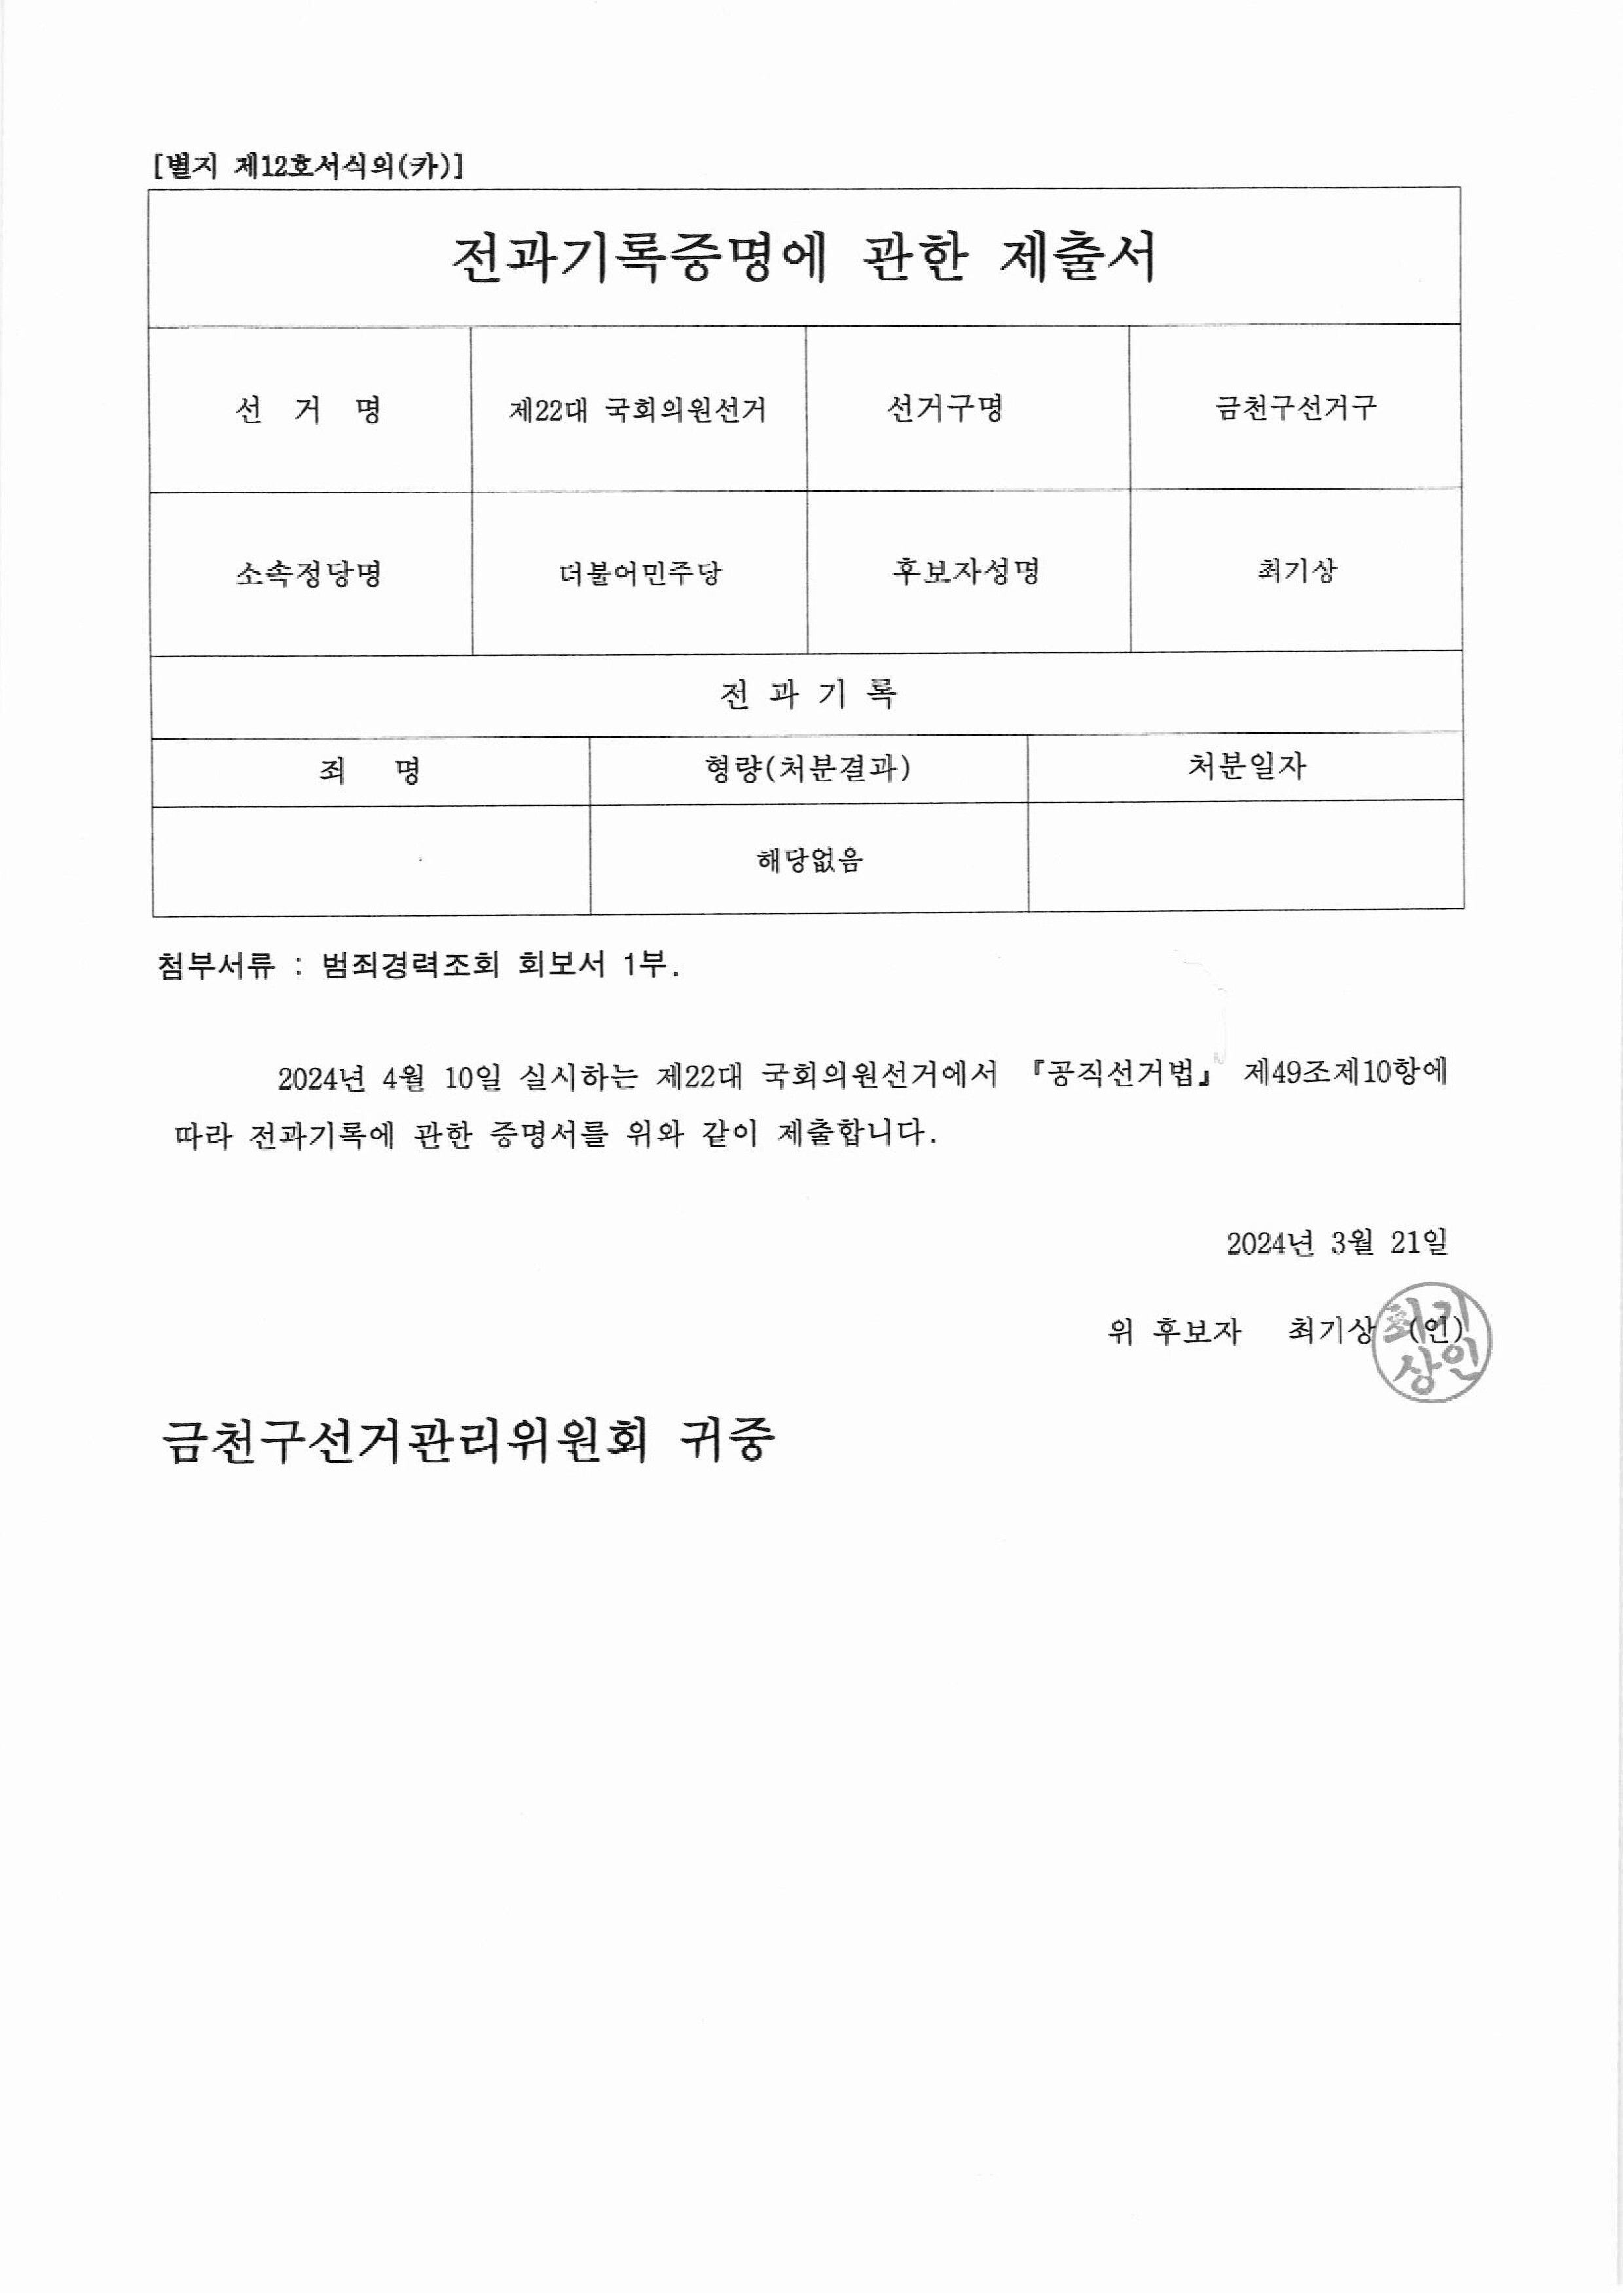 [별지 제12호서식의(카)]
전과기록증명에 관한 제출서
선 거 명 제22대 국회의원선거 선거구명 금천구선거구
소속정당명 더불어민주당 후보자성명 최기상
전 과 기 록
죄 명 형량(처분결과) 처분일자
해당없음
첨부서류 : 범죄경력조회 회보서 1부.
2024년 4월 10일 실시하는 제22대 국회의원선거에서 『공직선거법』 제49조제10항에
따라 전과기록에 관한 증명서를 위와 같이 제출합니다.
2024년 3월 21일
위 후보자 최기상 (인)
최기
상인
금천구선거관리위원회 귀중